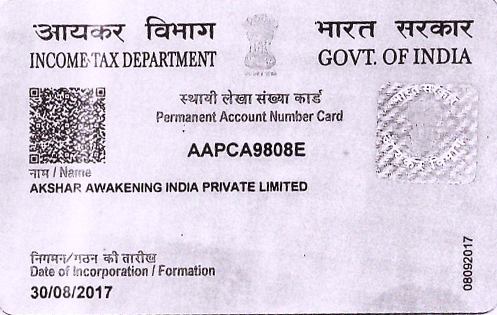 आयकर विभाग
INCOME TAX DEPARTMENT
भारत सरकार
GOVT. OF INDIA
स्थायी लेखा संख्या कार्ड
Permanent Account Number Card
AAPCA9808E
नाम / Name
AKSHAR AWAKENING INDIA PRIVATE LIMITED
निगमन/गठन की तारीख
Date of Incorporation / Formation
30/08/2017
08092017